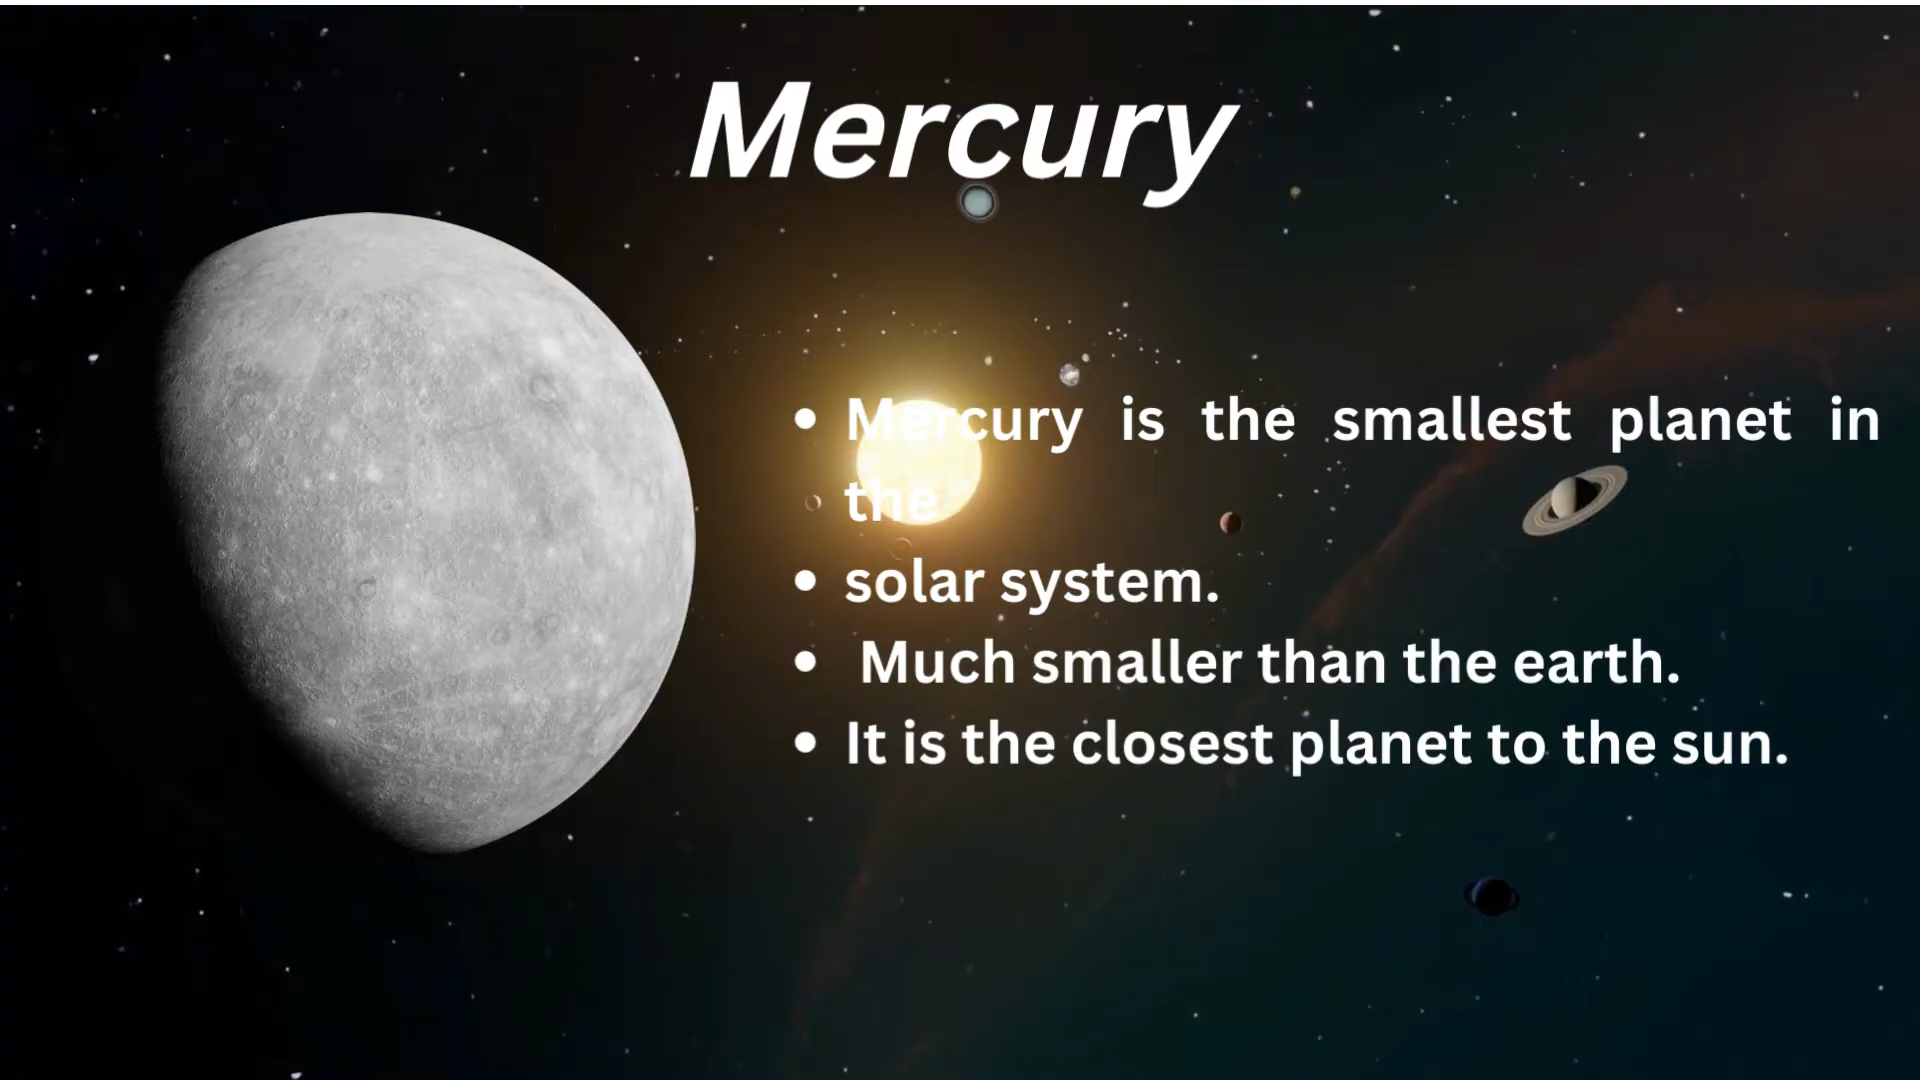 Mercury
• Mercury is the smallest planet in
the
• solar system.
• Much smaller than the earth.
• It is the closest planet to the sun.